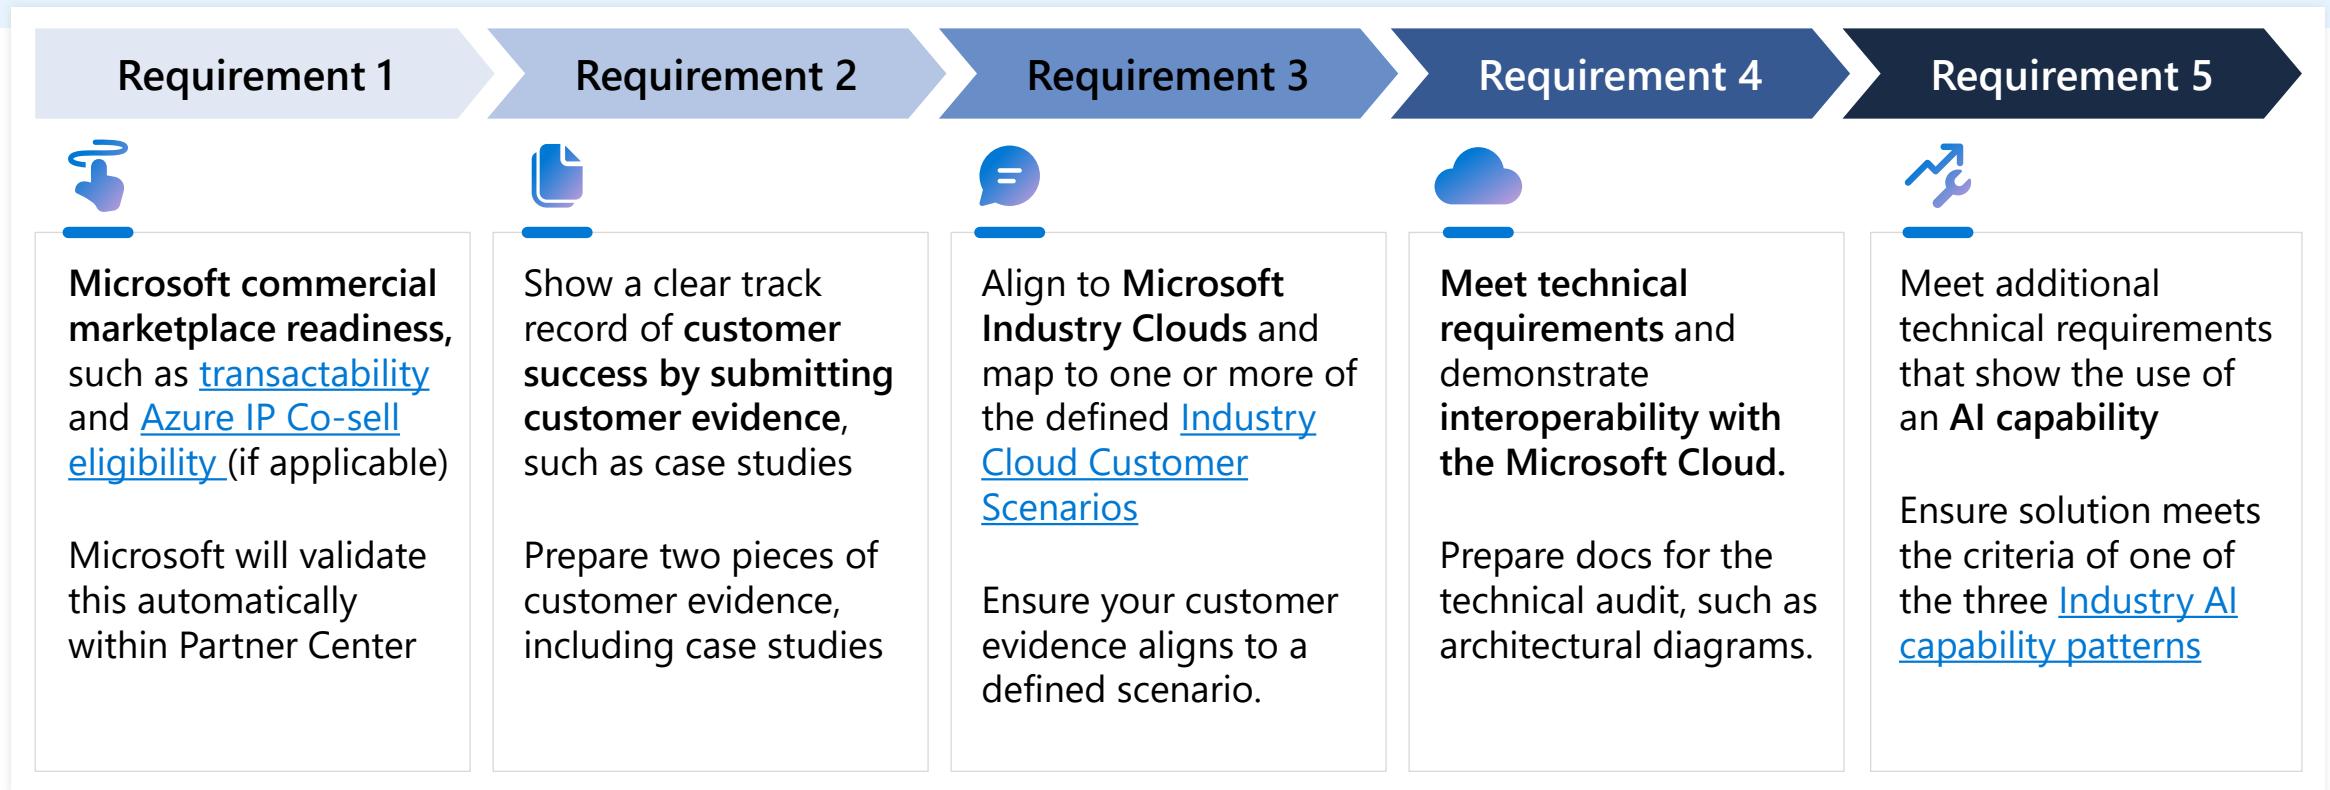 Requirement 1
Requirement 2
Requirement 3
Requirement 4
Requirement 5
Microsoft commercial
marketplace readiness,
such as transactability
and Azure IP Co-sell
eligibility (if applicable)
Microsoft will validate
this automatically
within Partner Center
Show a clear track
record of customer
success by submitting
customer evidence,
such as case studies
Prepare two pieces of
customer evidence,
including case studies
Align to Microsoft
Industry Clouds and
map to one or more of
the defined Industry
Cloud Customer
Scenarios
Ensure your customer
evidence aligns to a
defined scenario.
Meet technical
requirements and
demonstrate
interoperability with
the Microsoft Cloud.
Prepare docs for the
technical audit, such as
architectural diagrams.
Meet additional
technical requirements
that show the use of
an AI capability
Ensure solution meets
the criteria of one of
the three Industry AI
capability patterns